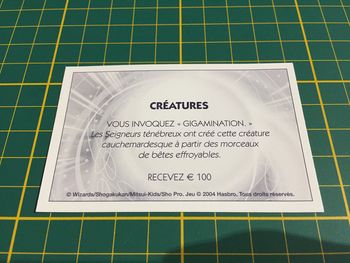 CRÉATURES
VOUS INVOQUEZ « GIGAMINATION. »
Les Seigneurs ténébreux ont créé cette créature
cauchemardesque à partir des morceaux
de bêtes effroyables.
RECEVEZ € 100
© Wizards/Shogakukan/Mitsui-Kids/Sho Pro. Jeu © 2004 Hasbro. Tous droits réservés.